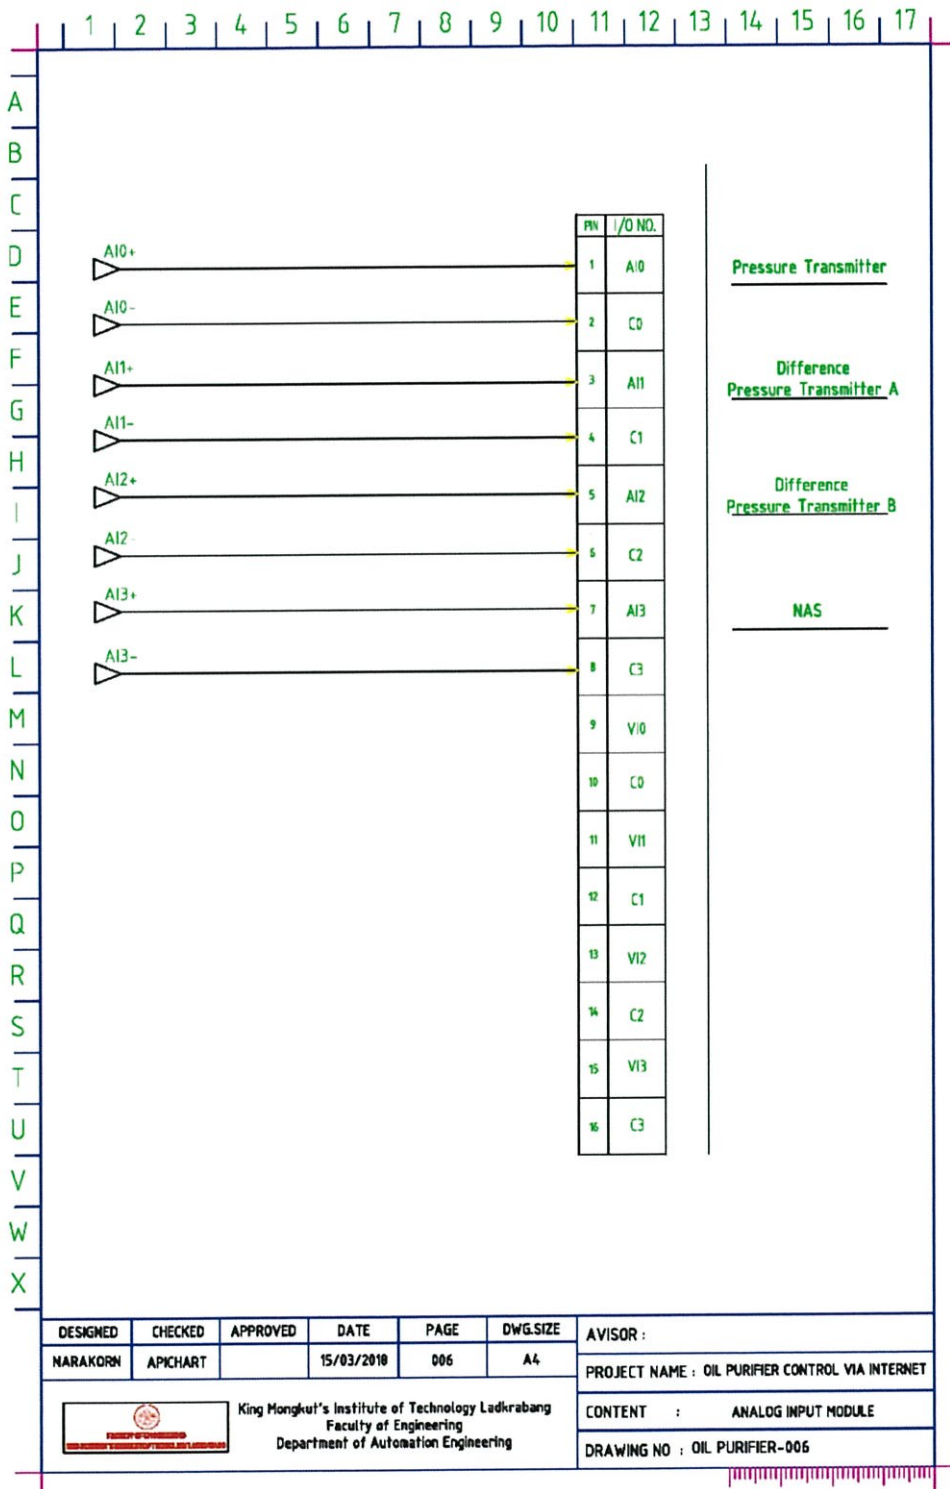 1 2 3 4 5 6 7 8 9 10 11 12 13 14 15 16 17
A
B
C
D
E
F
G
H
I
J
K
L
M
N
O
P
Q
R
S
T
U
V
W
X
PIN I/O NO.
AI0+ 1 AI0 Pressure Transmitter
AI0- 2 C0
AI1+ 3 AI1 Difference
Pressure Transmitter A
AI1- 4 C1
AI2+ 5 AI2 Difference
Pressure Transmitter B
AI2- 6 C2
AI3+ 7 AI3 NAS
AI3- 8 C3
9 VI0
10 C0
11 VI1
12 C1
13 VI2
14 C2
15 VI3
16 C3
DESIGNED CHECKED APPROVED DATE PAGE DWG.SIZE
NARAKORN APICHART 15/03/2018 006 A4
King Mongkut's Institute of Technology Ladkrabang
Faculty of Engineering
Department of Automation Engineering
AVISOR :
PROJECT NAME : OIL PURIFIER CONTROL VIA INTERNET
CONTENT : ANALOG INPUT MODULE
DRAWING NO : OIL PURIFIER-006